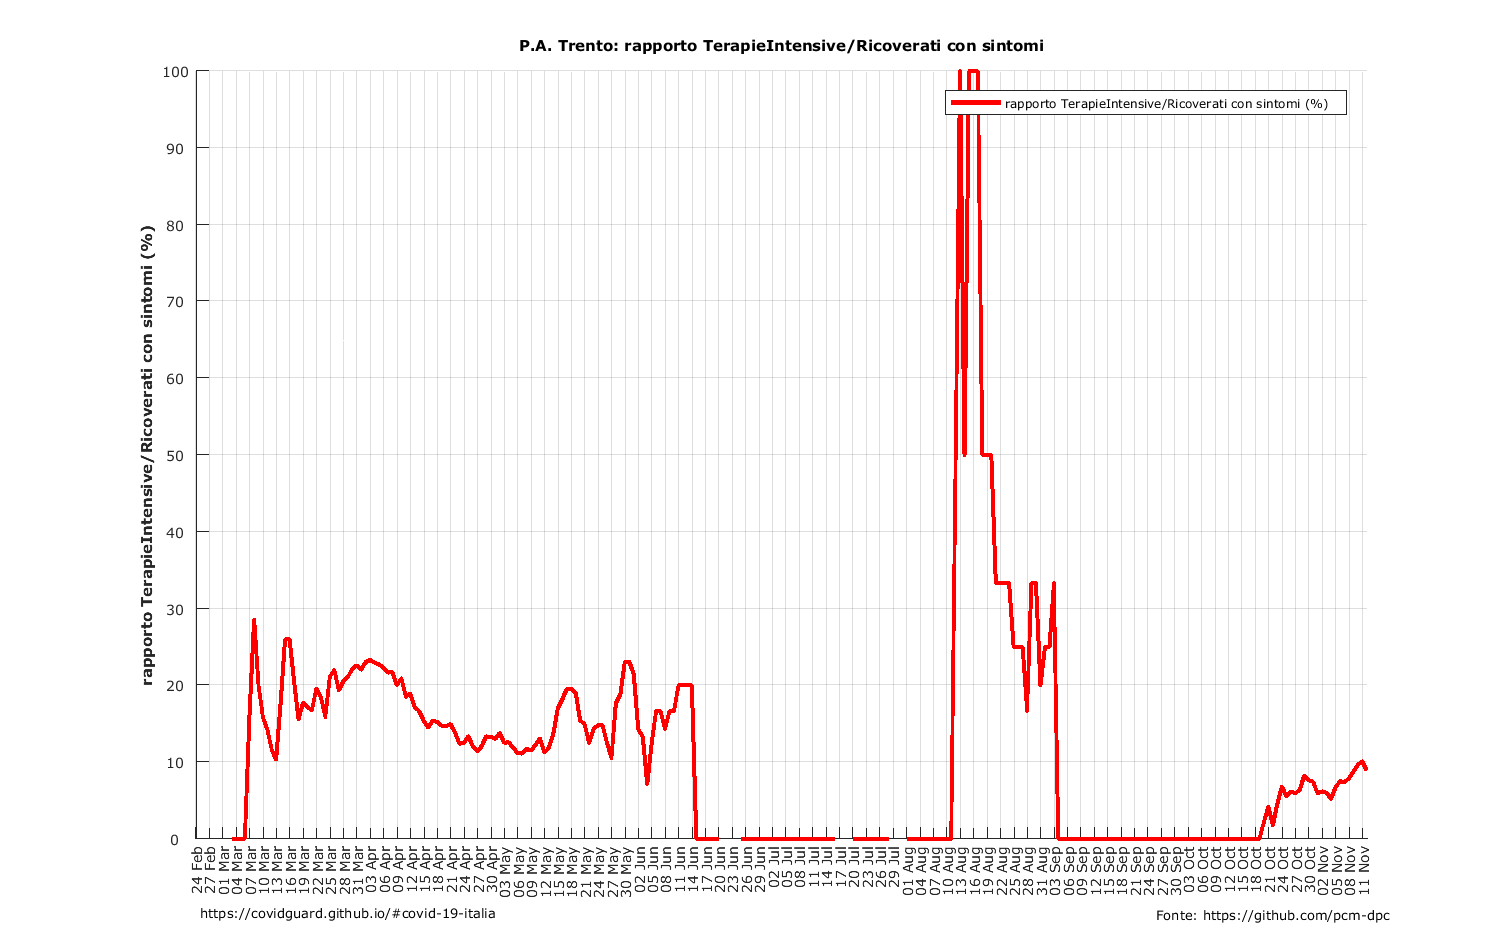 P.A. Trento: rapporto TerapieIntensive/Ricoverati con sintomi
rapporto TerapieIntensive/Ricoverati con sintomi (%)
rapporto TerapieIntensive/Ricoverati con sintomi (%)
100
90
80
70
60
50
40
30
20
10
0
24 Feb
27 Feb
01 Mar
04 Mar
07 Mar
10 Mar
13 Mar
16 Mar
19 Mar
22 Mar
25 Mar
28 Mar
31 Mar
03 Apr
06 Apr
09 Apr
12 Apr
15 Apr
18 Apr
21 Apr
24 Apr
27 Apr
30 Apr
03 May
06 May
09 May
12 May
15 May
18 May
21 May
24 May
27 May
30 May
02 Jun
05 Jun
08 Jun
11 Jun
14 Jun
17 Jun
20 Jun
23 Jun
26 Jun
29 Jun
02 Jul
05 Jul
08 Jul
11 Jul
14 Jul
17 Jul
20 Jul
23 Jul
26 Jul
29 Jul
01 Aug
04 Aug
07 Aug
10 Aug
13 Aug
16 Aug
19 Aug
22 Aug
25 Aug
28 Aug
31 Aug
03 Sep
06 Sep
09 Sep
12 Sep
15 Sep
18 Sep
21 Sep
24 Sep
27 Sep
30 Sep
03 Oct
06 Oct
09 Oct
12 Oct
15 Oct
18 Oct
21 Oct
24 Oct
27 Oct
30 Oct
02 Nov
05 Nov
08 Nov
11 Nov
https://covidguard.github.io/#covid-19-italia
Fonte: https://github.com/pcm-dpc